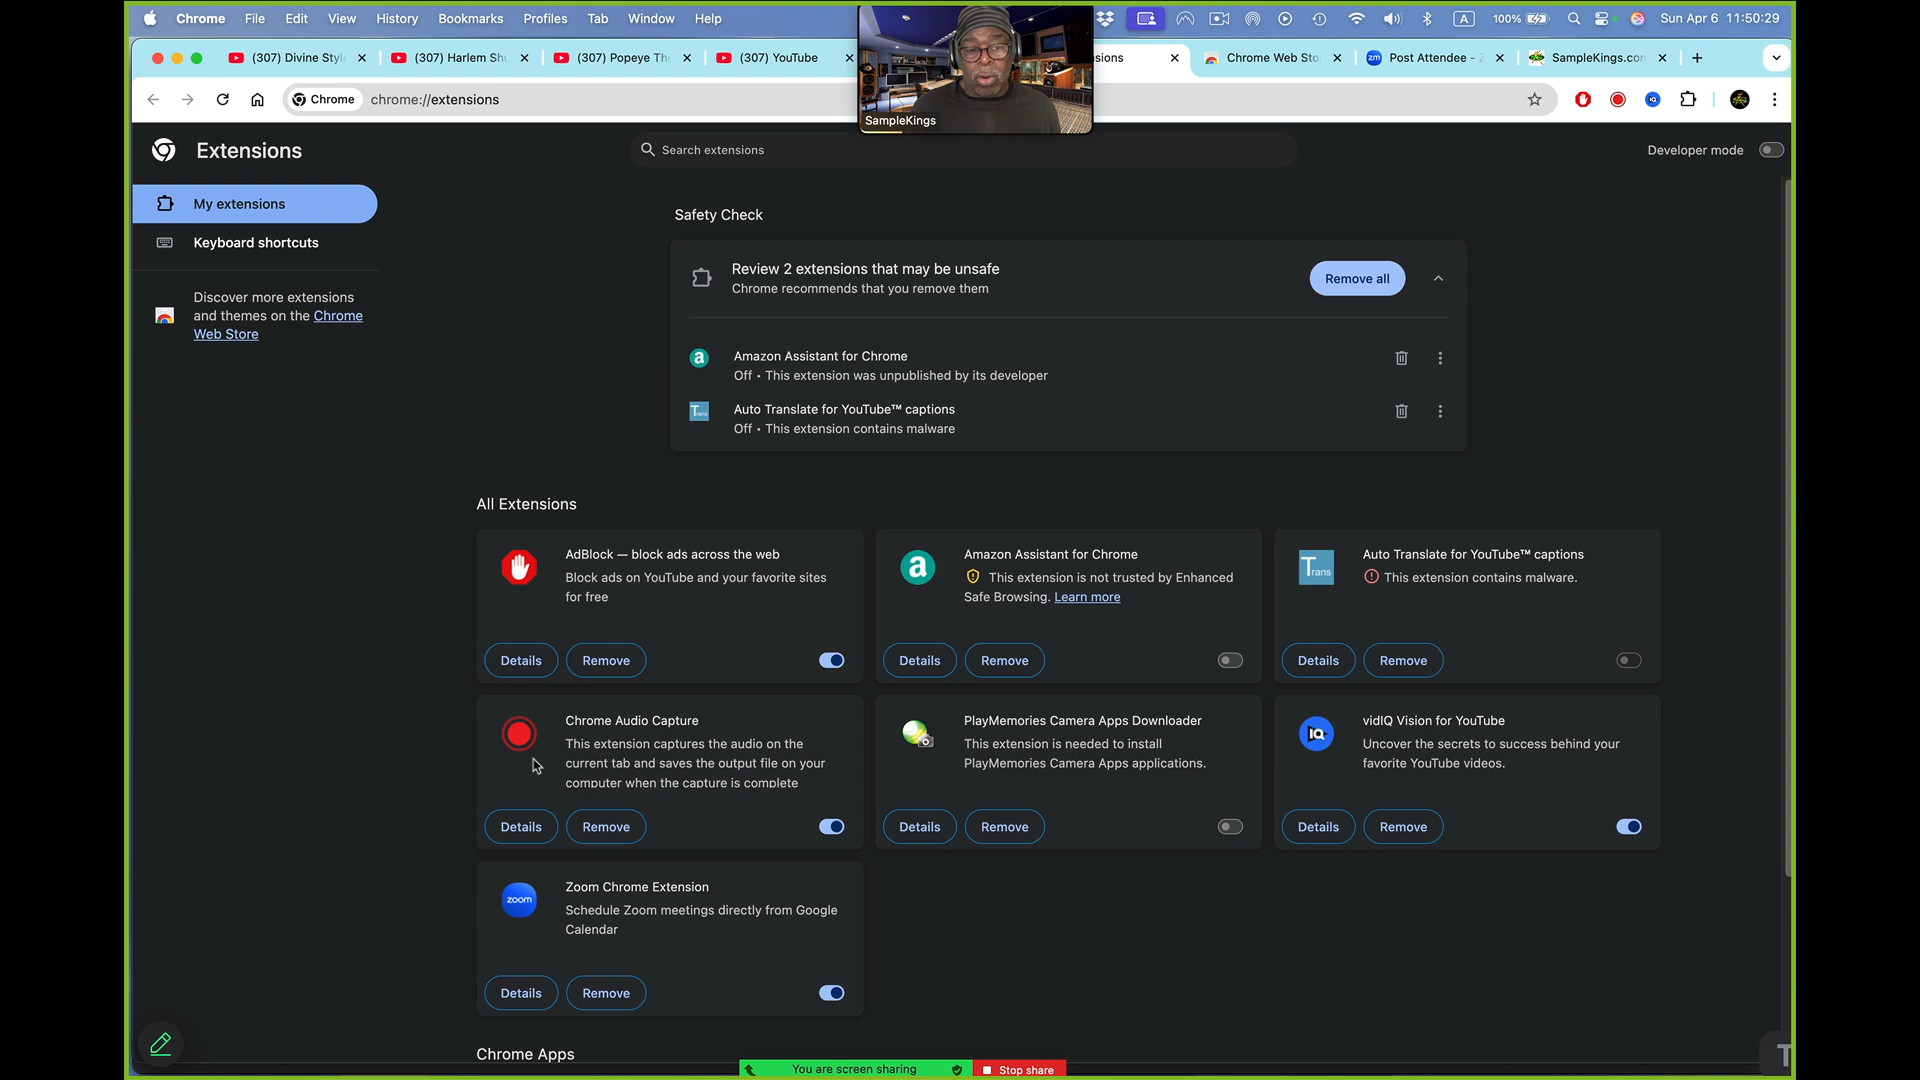 Chrome File Edit View History Bookmarks Profiles Tab Window Help
A 100% Sun Apr 6 11:50:29
(307) Divine Styl
(307) Harlem Shu
(307) Popeye Th
(307) YouTube
nsions
Chrome Web Sto
zm Post Attendee - Z
SampleKings.com
Chrome chrome://extensions
IQ
SampleKings
Extensions
Search extensions
Developer mode
My extensions
Keyboard shortcuts
Discover more extensions
and themes on the Chrome
Web Store
Safety Check
Review 2 extensions that may be unsafe
Chrome recommends that you remove them
Remove all
a
Amazon Assistant for Chrome
Off • This extension was unpublished by its developer
Trans
Auto Translate for YouTube™ captions
Off • This extension contains malware
All Extensions
AdBlock — block ads across the web
Block ads on YouTube and your favorite sites
for free
Details Remove
a
Amazon Assistant for Chrome
This extension is not trusted by Enhanced
Safe Browsing. Learn more
Details Remove
Trans
Auto Translate for YouTube™ captions
This extension contains malware.
Details Remove
Chrome Audio Capture
This extension captures the audio on the
current tab and saves the output file on your
computer when the capture is complete
Details Remove
PlayMemories Camera Apps Downloader
This extension is needed to install
PlayMemories Camera Apps applications.
Details Remove
IQ
vidIQ Vision for YouTube
Uncover the secrets to success behind your
favorite YouTube videos.
Details Remove
zoom
Zoom Chrome Extension
Schedule Zoom meetings directly from Google
Calendar
Details Remove
Chrome Apps
You are screen sharing Stop share
T